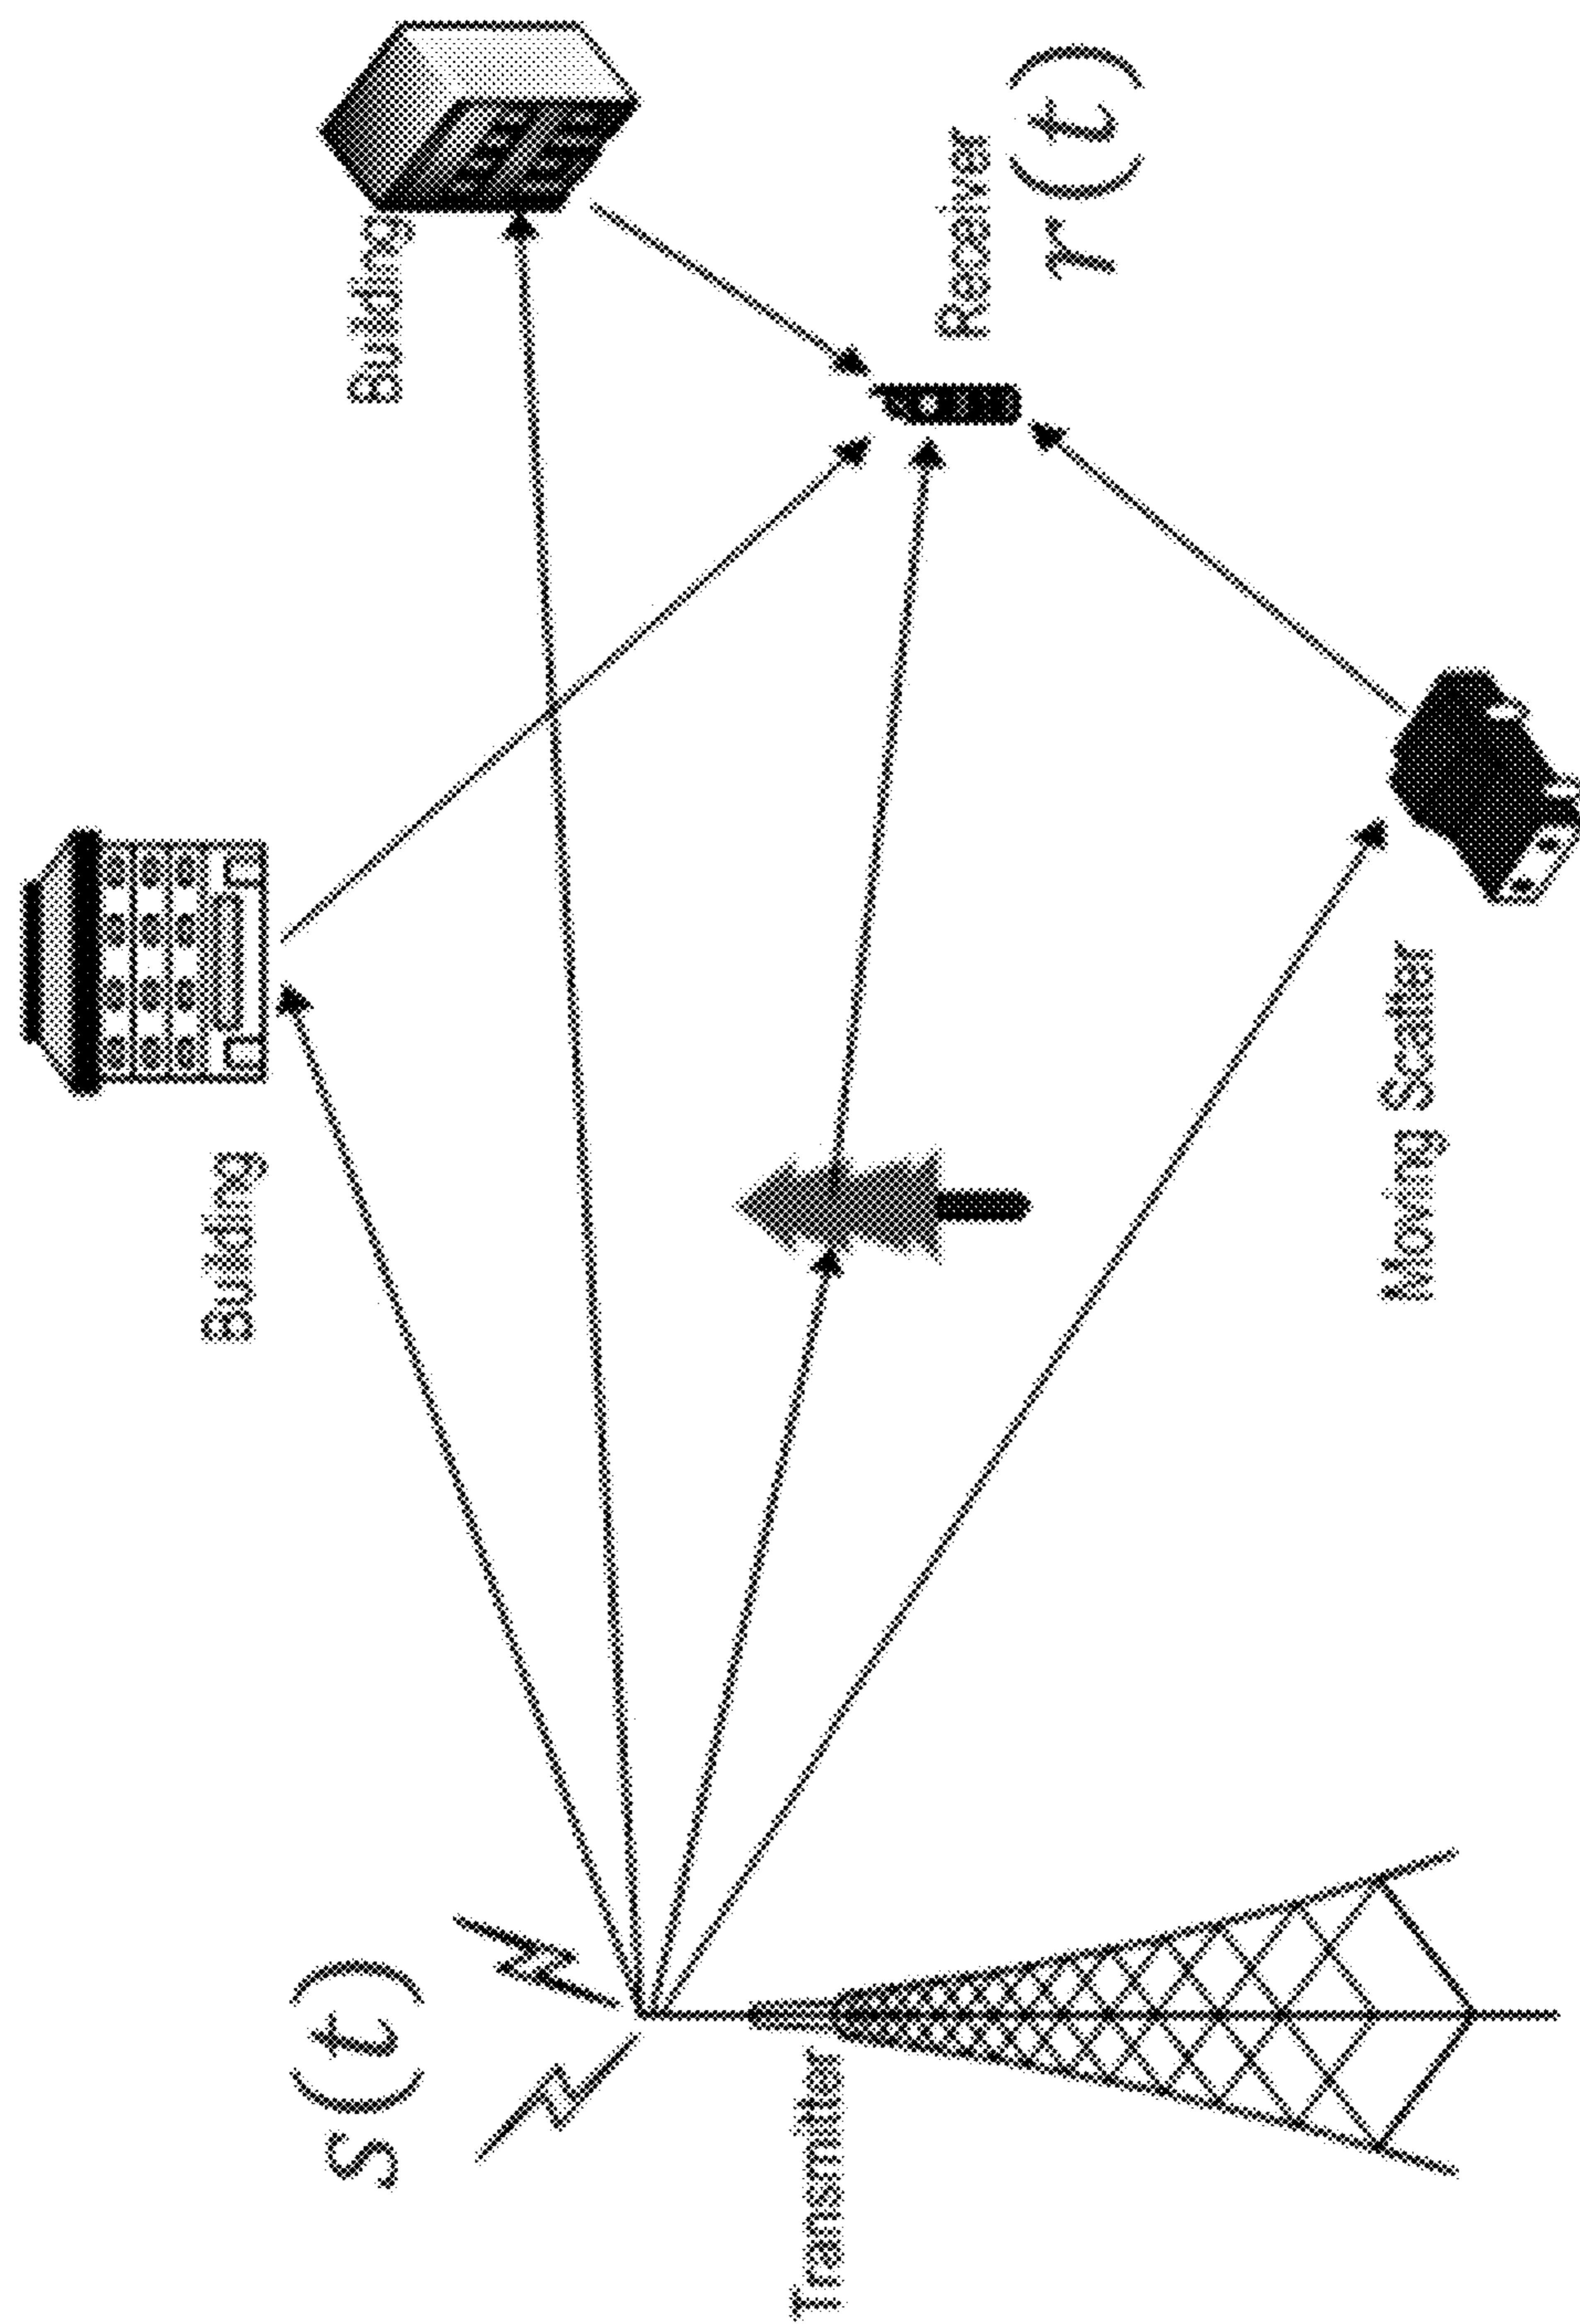 s(t)
Transmitter
Building
Moving Scatter
Building
Receiver
r(t)